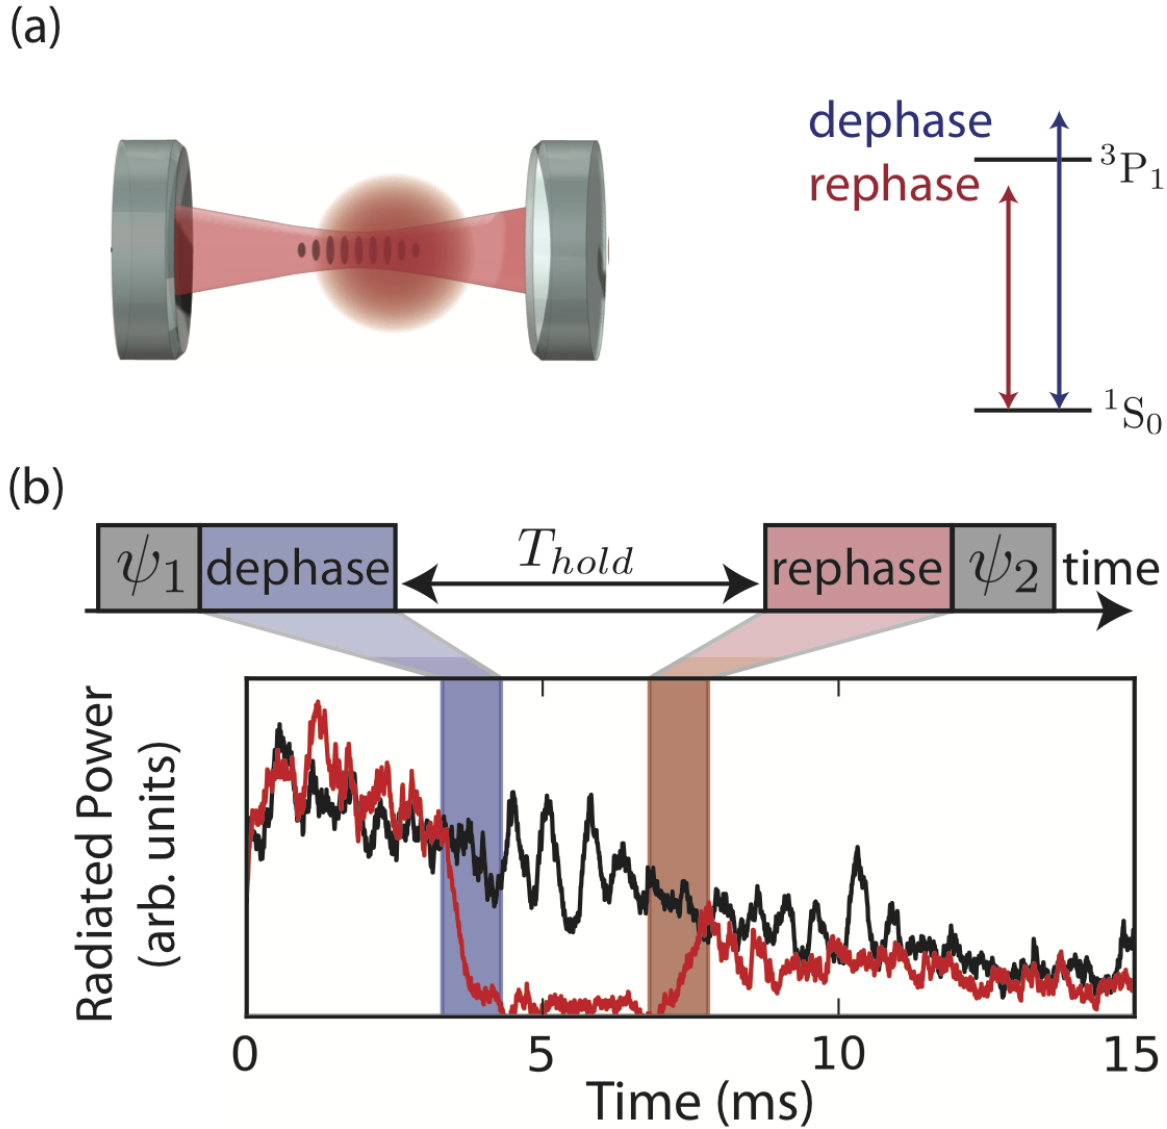 (a)
dephase
rephase
³P₁
¹S₀
(b)
ψ₁ dephase T_hold rephase ψ₂ time
Radiated Power
(arb. units)
0 5 10 15
Time (ms)